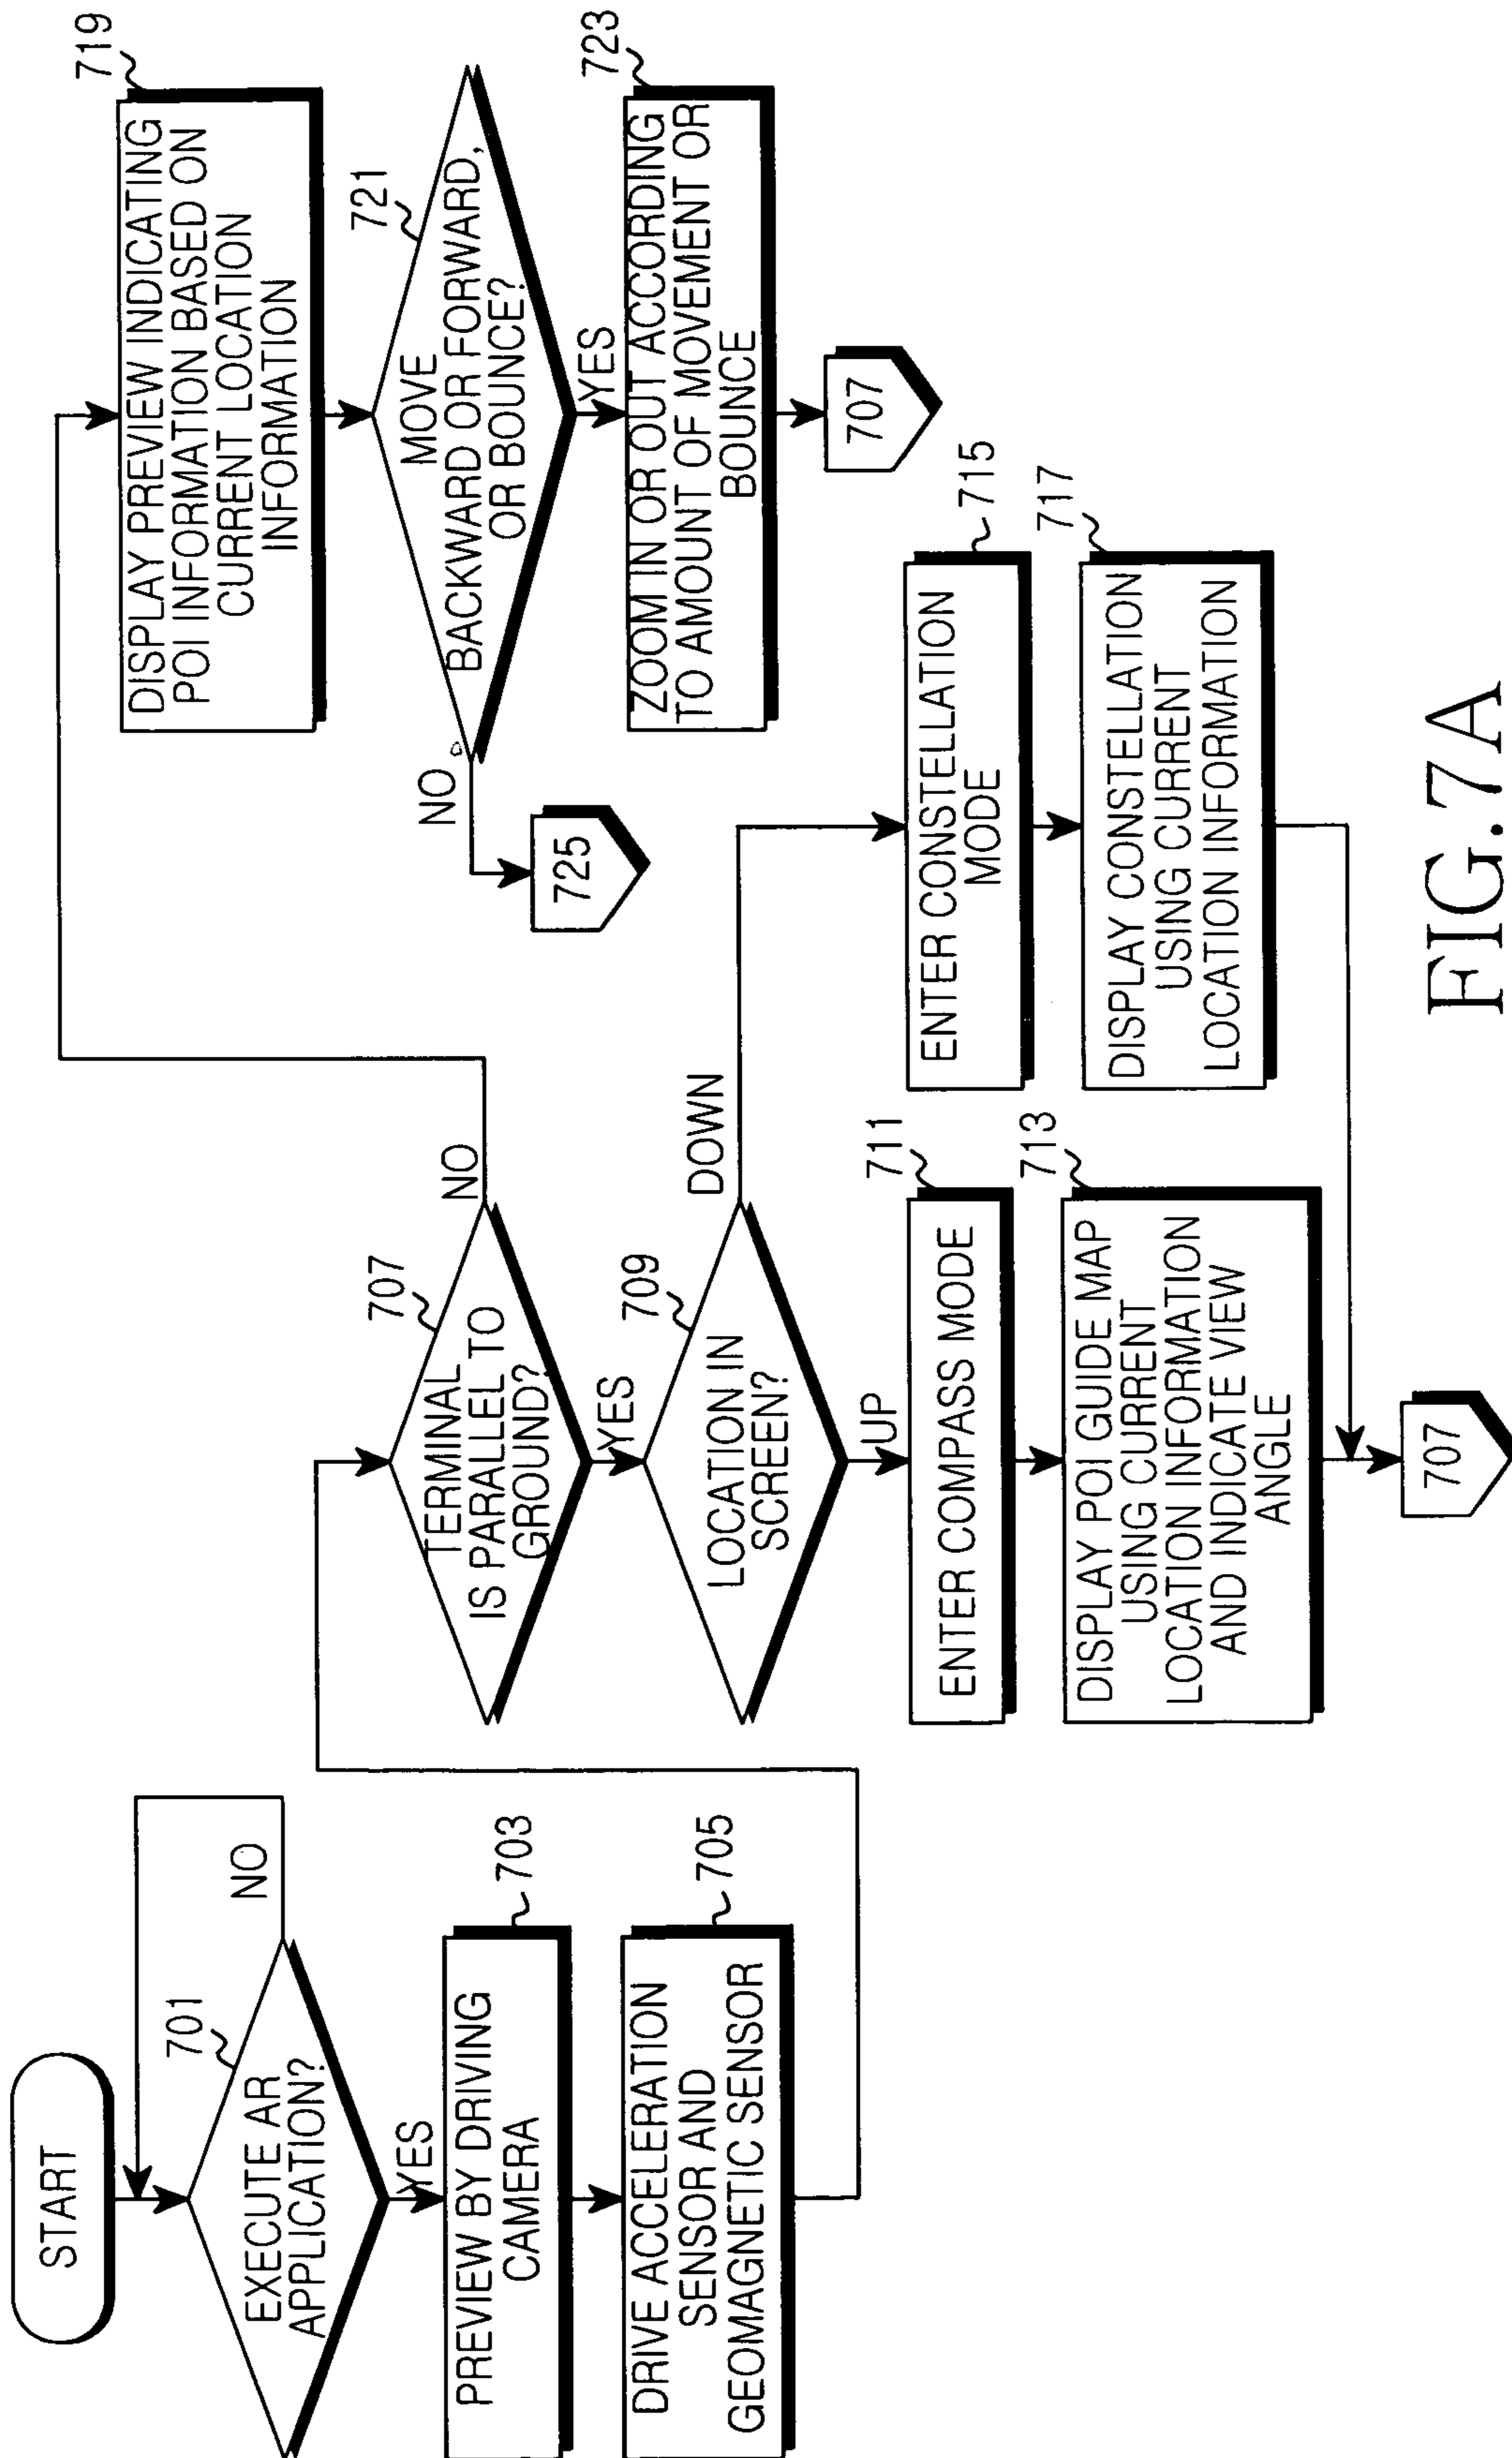 START
701
EXECUTE AR
APPLICATION?
NO
YES
703
PREVIEW BY DRIVING
CAMERA
705
DRIVE ACCELERATION
SENSOR AND
GEOMAGNETIC SENSOR
707
TERMINAL
IS PARALLEL TO
GROUND?
NO
YES
709
LOCATION IN
SCREEN?
DOWN
UP
711
ENTER COMPASS MODE
713
DISPLAY POI GUIDE MAP
USING CURRENT
LOCATION INFORMATION
AND INDICATE VIEW
ANGLE
707
715
ENTER CONSTELLATION
MODE
717
DISPLAY CONSTELLATION
USING CURRENT
LOCATION INFORMATION
719
DISPLAY PREVIEW INDICATING
POI INFORMATION BASED ON
CURRENT LOCATION
INFORMATION
721
MOVE
BACKWARD OR FORWARD,
OR BOUNCE?
NO
725
YES
723
ZOOM IN OR OUT ACCORDING
TO AMOUNT OF MOVEMENT OR
BOUNCE
707
FIG.7A